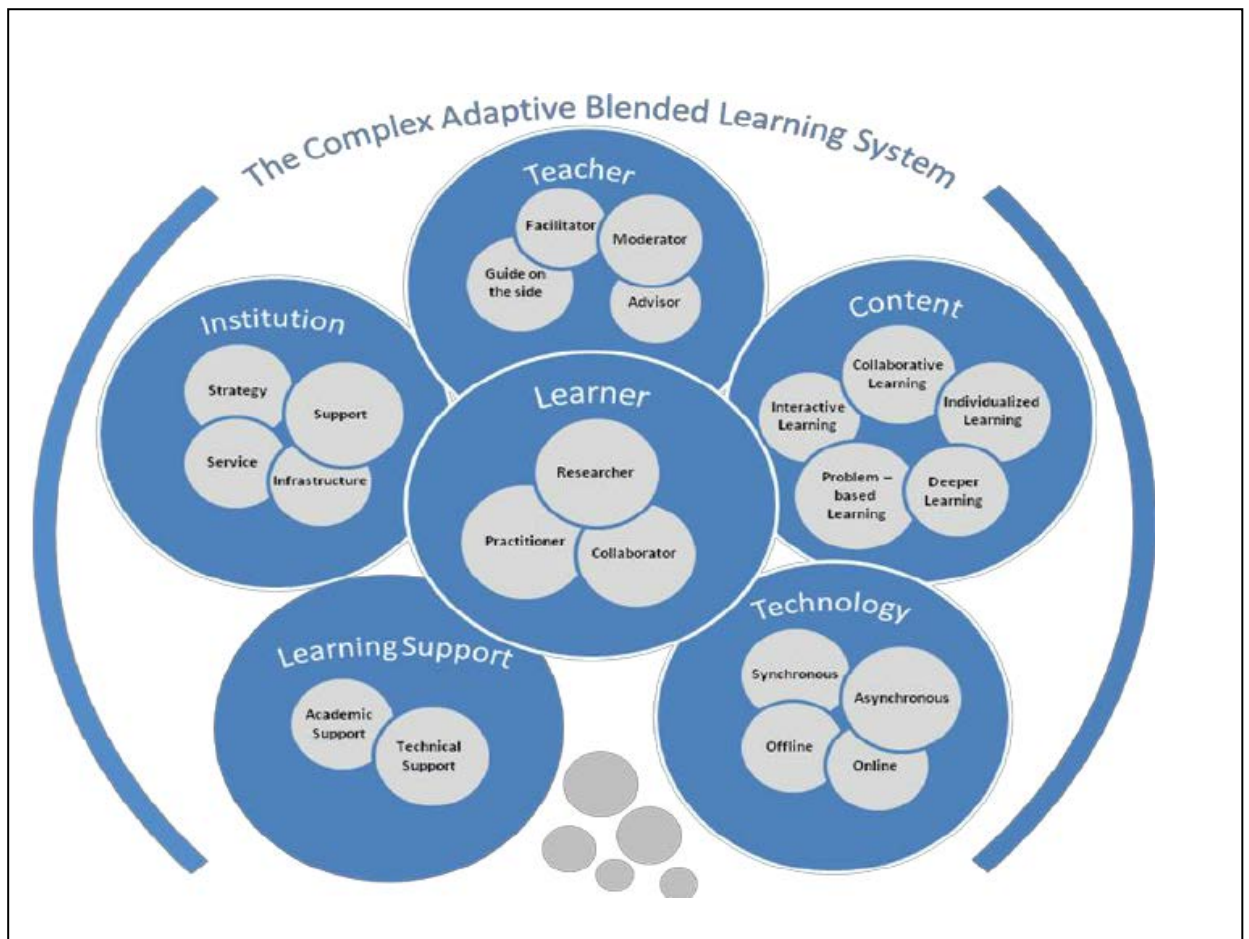 The Complex Adaptive Blended Learning System
Teacher
Facilitator
Moderator
Guide on
the side
Advisor
Institution
Strategy
Support
Service
Infrastructure
Content
Collaborative
Learning
Interactive
Learning
Individualized
Learning
Problem –
based
Learning
Deeper
Learning
Learner
Researcher
Practitioner
Collaborator
Learning Support
Academic
Support
Technical
Support
Technology
Synchronous
Asynchronous
Offline
Online